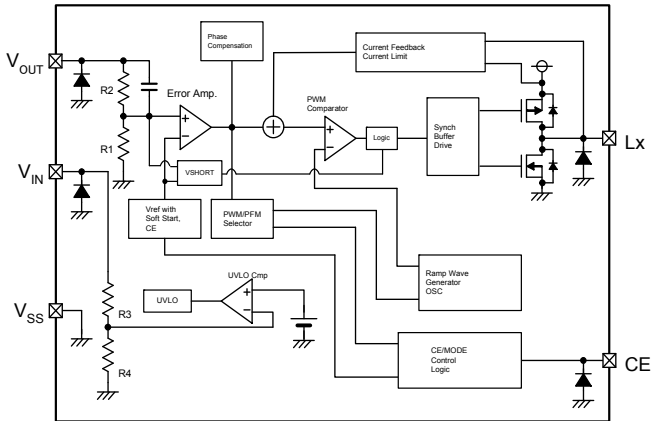 Phase
Compensation
Current Feedback
Current Limit
VOUT
R2
Error Amp.
PWM
Comparator
Logic
Synch
Buffer
Drive
Lx
R1
VSHORT
VIN
Vref with
Soft Start,
CE
PWM/PFM
Selector
UVLO Cmp
Ramp Wave
Generator
OSC
UVLO
R3
VSS
R4
CE/MODE
Control
Logic
CE